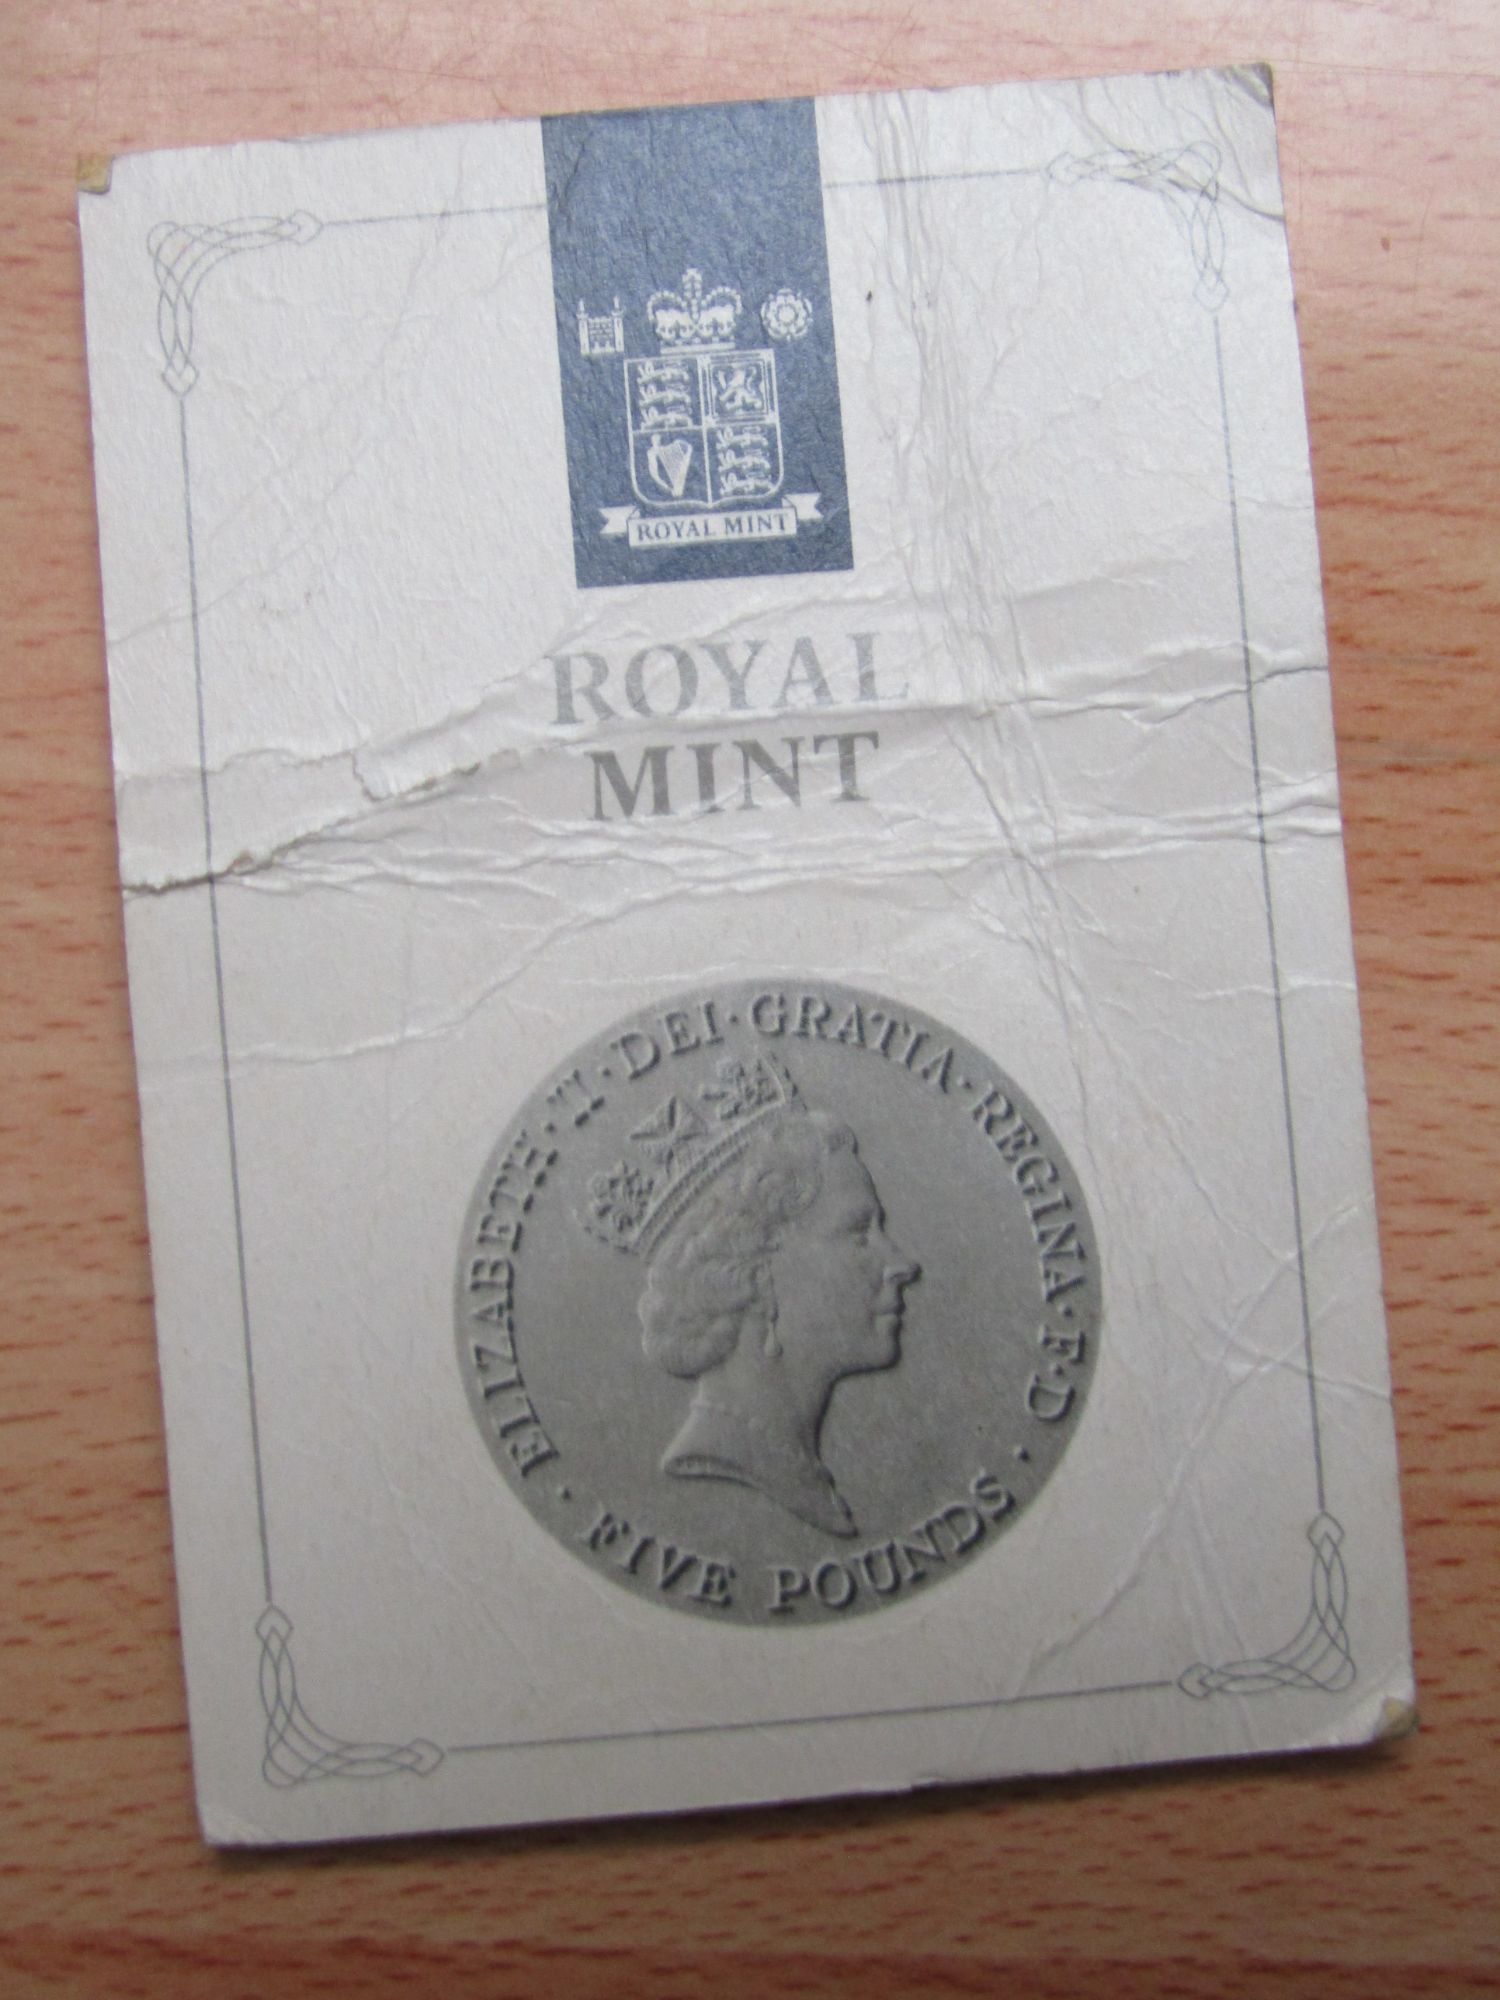 ROYAL MINT
ROYAL
MINT
ELIZABETH · II · DEI · GRATIA · REGINA · F · D ·
FIVE POUNDS